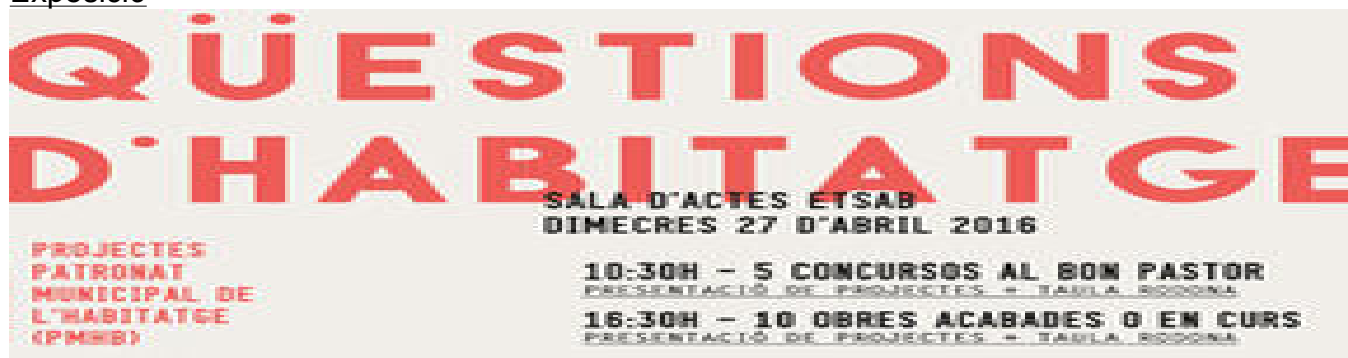 Exposició
QÜESTIONS
D'HABITATGE
SALA D'ACTES ETSAB
DIMECRES 27 D'ABRIL 2016
PROJECTES
PATRONAT
MUNICIPAL DE
L'HABITATGE
(PMHB)
10:30H – 5 CONCURSOS AL BON PASTOR
PRESENTACIÓ DE PROJECTES + TAULA RODONA
16:30H – 10 OBRES ACABADES O EN CURS
PRESENTACIÓ DE PROJECTES + TAULA RODONA